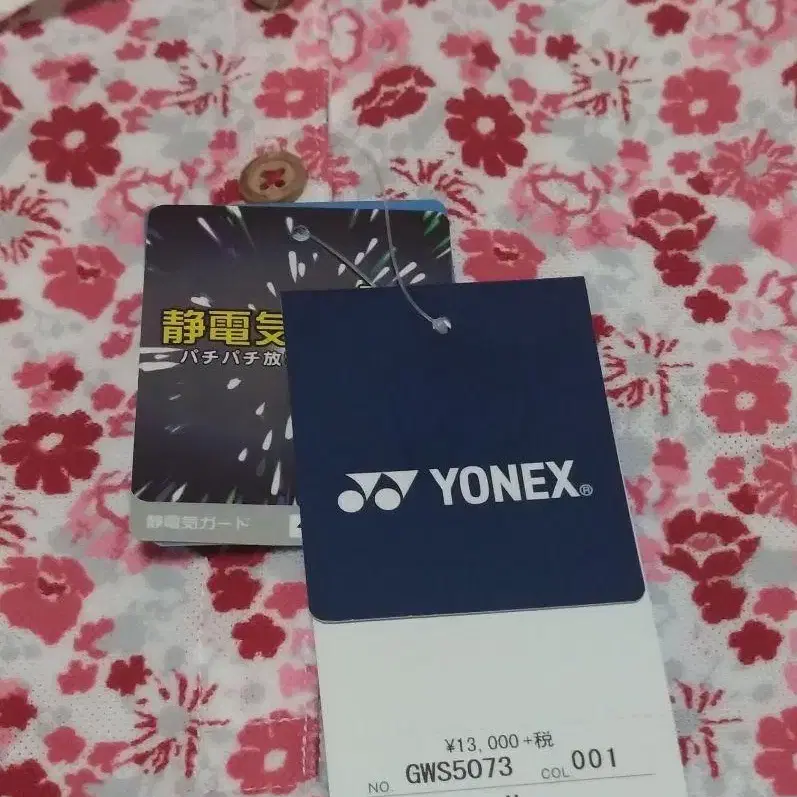 静電気
パチパチ放
静電気ガード
YONEX®
¥13,000+税
NO. GWS5073 COL 001